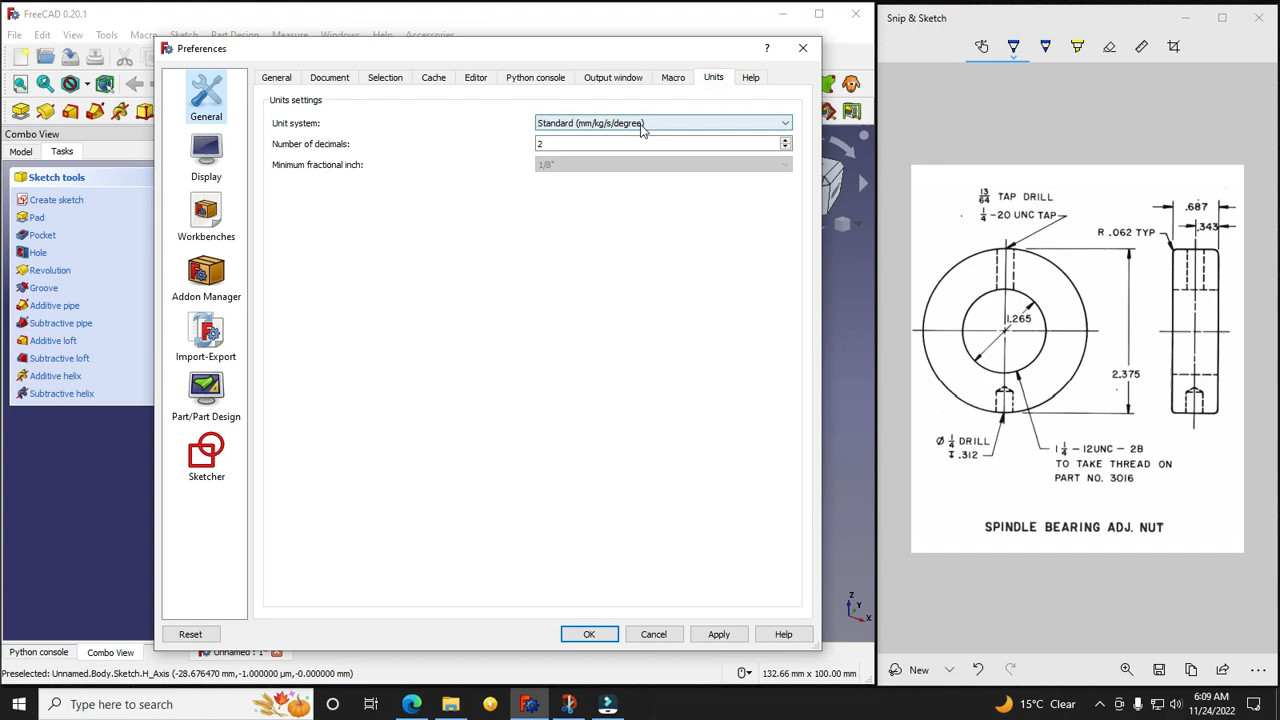 FreeCAD 0.20.1
File Edit View Tools Macro Sketch Part Design Measure Windows Help Accessories
Preferences
?
General Document Selection Cache Editor Python console Output window Macro Units Help
General
Display
Workbenches
Addon Manager
Import-Export
Part/Part Design
Sketcher
Units settings
Unit system: Standard (mm/kg/s/degree)
Number of decimals: 2
Minimum fractional inch: 1/8"
Reset
OK Cancel Apply Help
Combo View
Model Tasks
Sketch tools
Create sketch
Pad
Pocket
Hole
Revolution
Groove
Additive pipe
Subtractive pipe
Additive loft
Subtractive loft
Additive helix
Subtractive helix
Z
Y
X
Python console Combo View Unnamed : 1*
Preselected: Unnamed.Body.Sketch.H_Axis (-28.676470 mm,-1.000000 µm,-0.000000 mm)
132.66 mm x 100.00 mm
Snip & Sketch
13/64 TAP DRILL
1/4 -20 UNC TAP
.687
.343
R .062 TYP
1.265
2.375
Ø 1/4 DRILL
↧ .312
1 1/4 – 12UNC – 2B
TO TAKE THREAD ON
PART NO. 3016
SPINDLE BEARING ADJ. NUT
New
Type here to search
15°C Clear
6:09 AM
11/24/2022